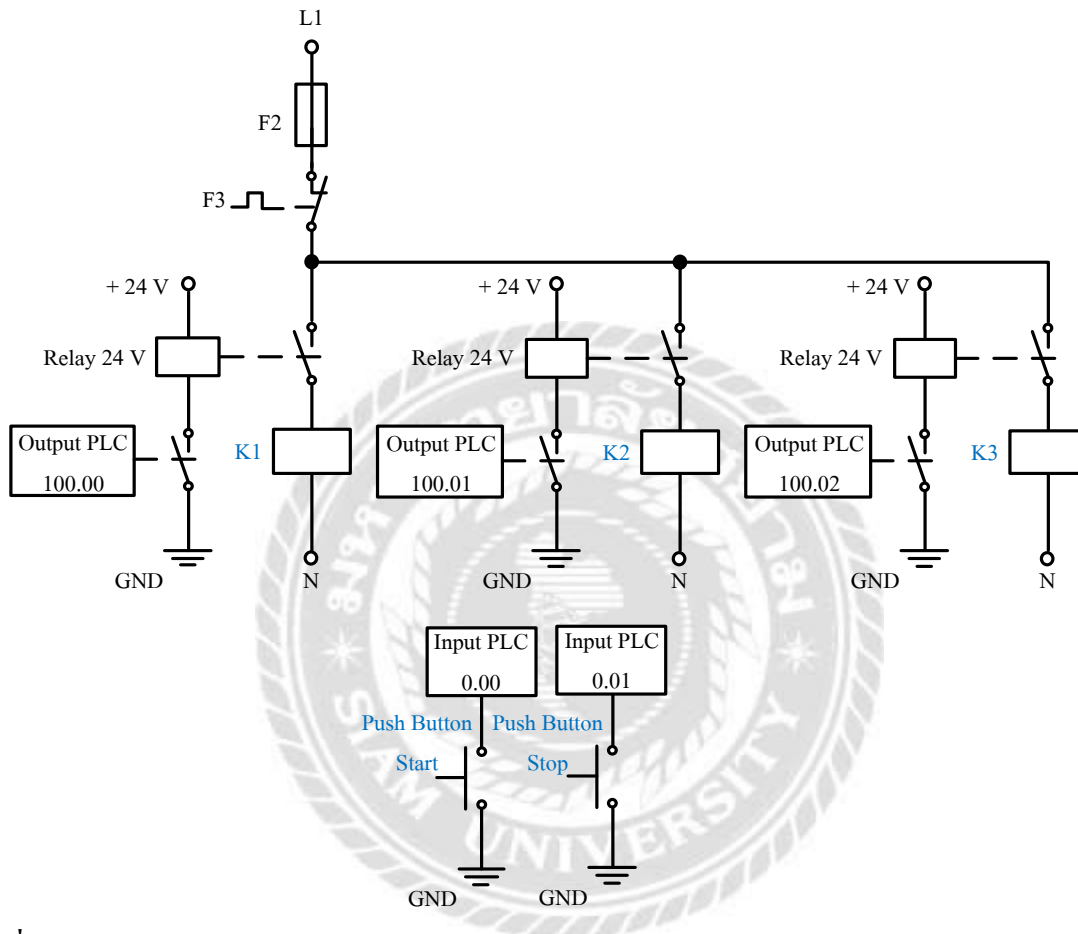 L1
F2
F3
+ 24 V
+ 24 V
+ 24 V
Relay 24 V
Relay 24 V
Relay 24 V
Output PLC
100.00
K1
Output PLC
100.01
K2
Output PLC
100.02
K3
GND
N
GND
N
GND
N
Input PLC
0.00
Input PLC
0.01
Push Button
Start
Push Button
Stop
GND
GND
SIAM UNIVERSITY